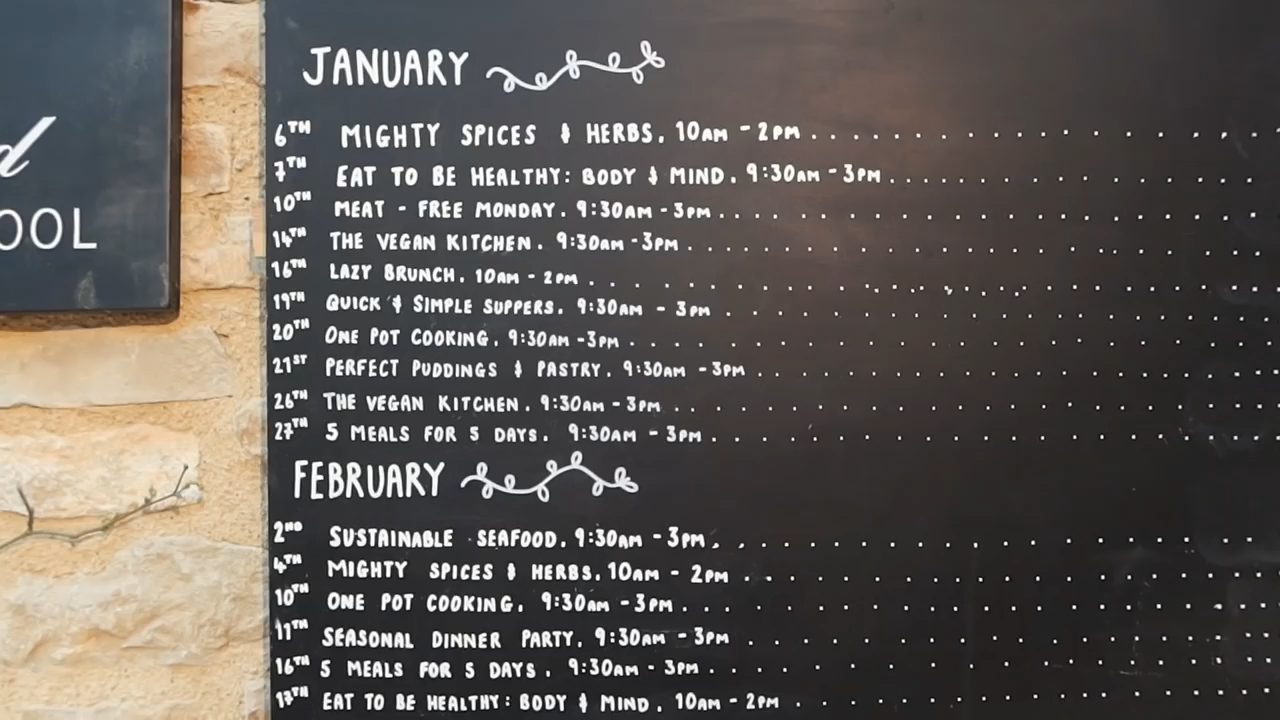 d
OOL
JANUARY
6TH MIGHTY SPICES & HERBS. 10AM - 2PM
7TH EAT TO BE HEALTHY: BODY & MIND. 9:30AM - 3PM
10TH MEAT - FREE MONDAY. 9:30AM - 3PM
14TH THE VEGAN KITCHEN. 9:30AM - 3PM
16TH LAZY BRUNCH. 10AM - 2PM
19TH QUICK & SIMPLE SUPPERS. 9:30AM - 3PM
20TH ONE POT COOKING. 9:30AM - 3PM
21ST PERFECT PUDDINGS & PASTRY. 9:30AM - 3PM
26TH THE VEGAN KITCHEN. 9:30AM - 3PM
27TH 5 MEALS FOR 5 DAYS. 9:30AM - 3PM
FEBRUARY
2ND SUSTAINABLE SEAFOOD. 9:30AM - 3PM
4TH MIGHTY SPICES & HERBS. 10AM - 2PM
10TH ONE POT COOKING. 9:30AM - 3PM
11TH SEASONAL DINNER PARTY. 9:30AM - 3PM
16TH 5 MEALS FOR 5 DAYS. 9:30AM - 3PM
17TH EAT TO BE HEALTHY: BODY & MIND. 10AM - 2PM